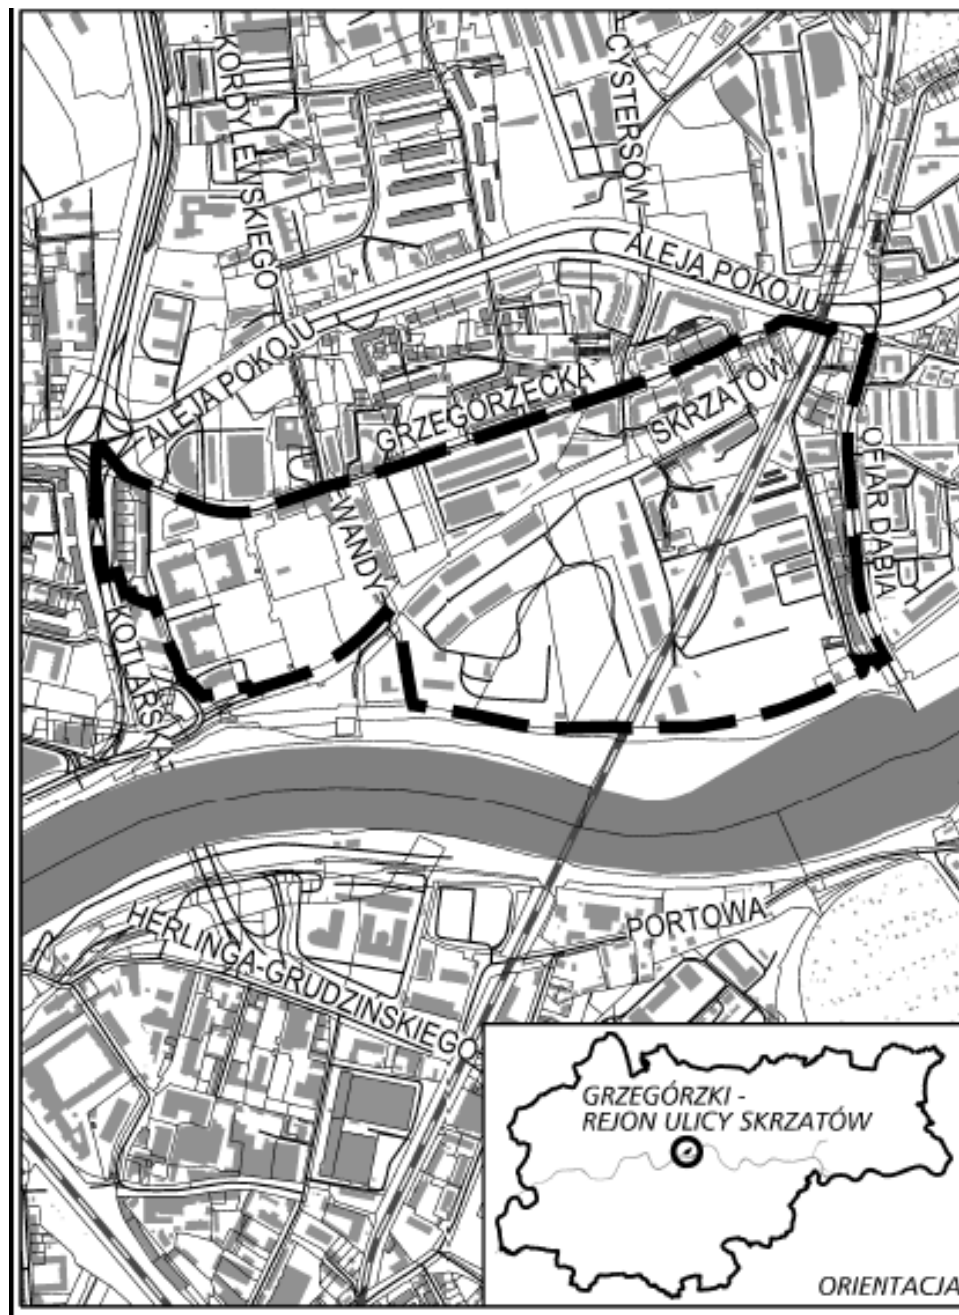 KORDYLEWSKIEGO
CYSTERSÓW
ALEJA POKOJU
ALEJA POKOJU
GRZEGÓRZECKA
SKRZATÓW
WANDY
OFIAR DĄBIA
KOTLARSKA
HERLINGA-GRUDZIŃSKIEGO
PORTOWA
GRZEGÓRZKI -
REJON ULICY SKRZATÓW
ORIENTACJA